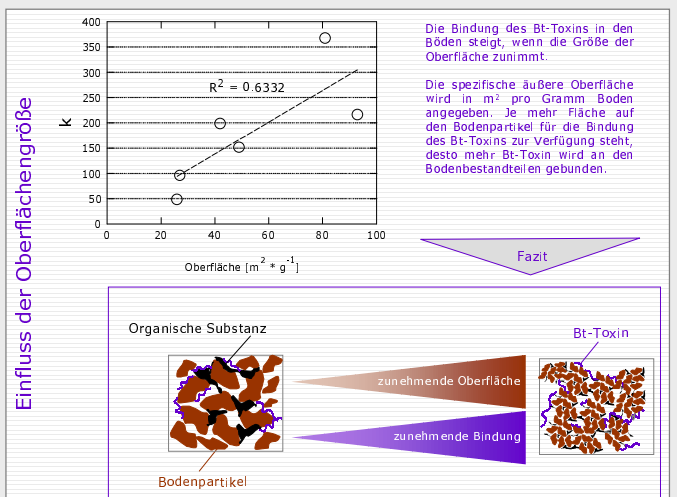 Einfluss der Oberflächengröße
k
400
350
300
250
200
150
100
50
0
R² = 0.6332
0 20 40 60 80 100
Oberfläche [m² * g⁻¹]
Die Bindung des Bt-Toxins in den
Böden steigt, wenn die Größe der
Oberfläche zunimmt.
Die spezifische äußere Oberfläche
wird in m² pro Gramm Boden
angegeben. Je mehr Fläche auf
den Bodenpartikel für die Bindung
des Bt-Toxins zur Verfügung steht,
desto mehr Bt-Toxin wird an den
Bodenbestandteilen gebunden.
Fazit
Organische Substanz
Bt-Toxin
zunehmende Oberfläche
zunehmende Bindung
Bodenpartikel